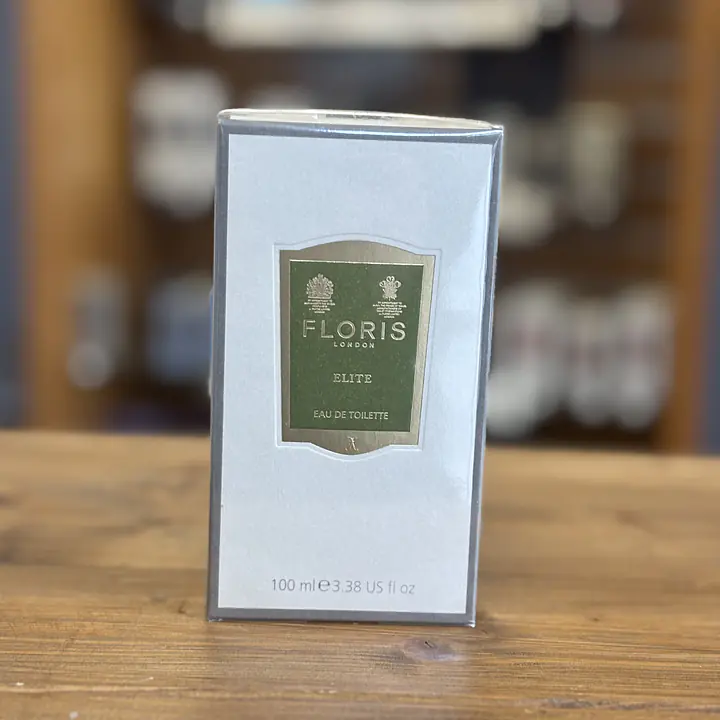 FLORIS
LONDON
ELITE
EAU DE TOILETTE
100 ml ℮ 3.38 US fl oz